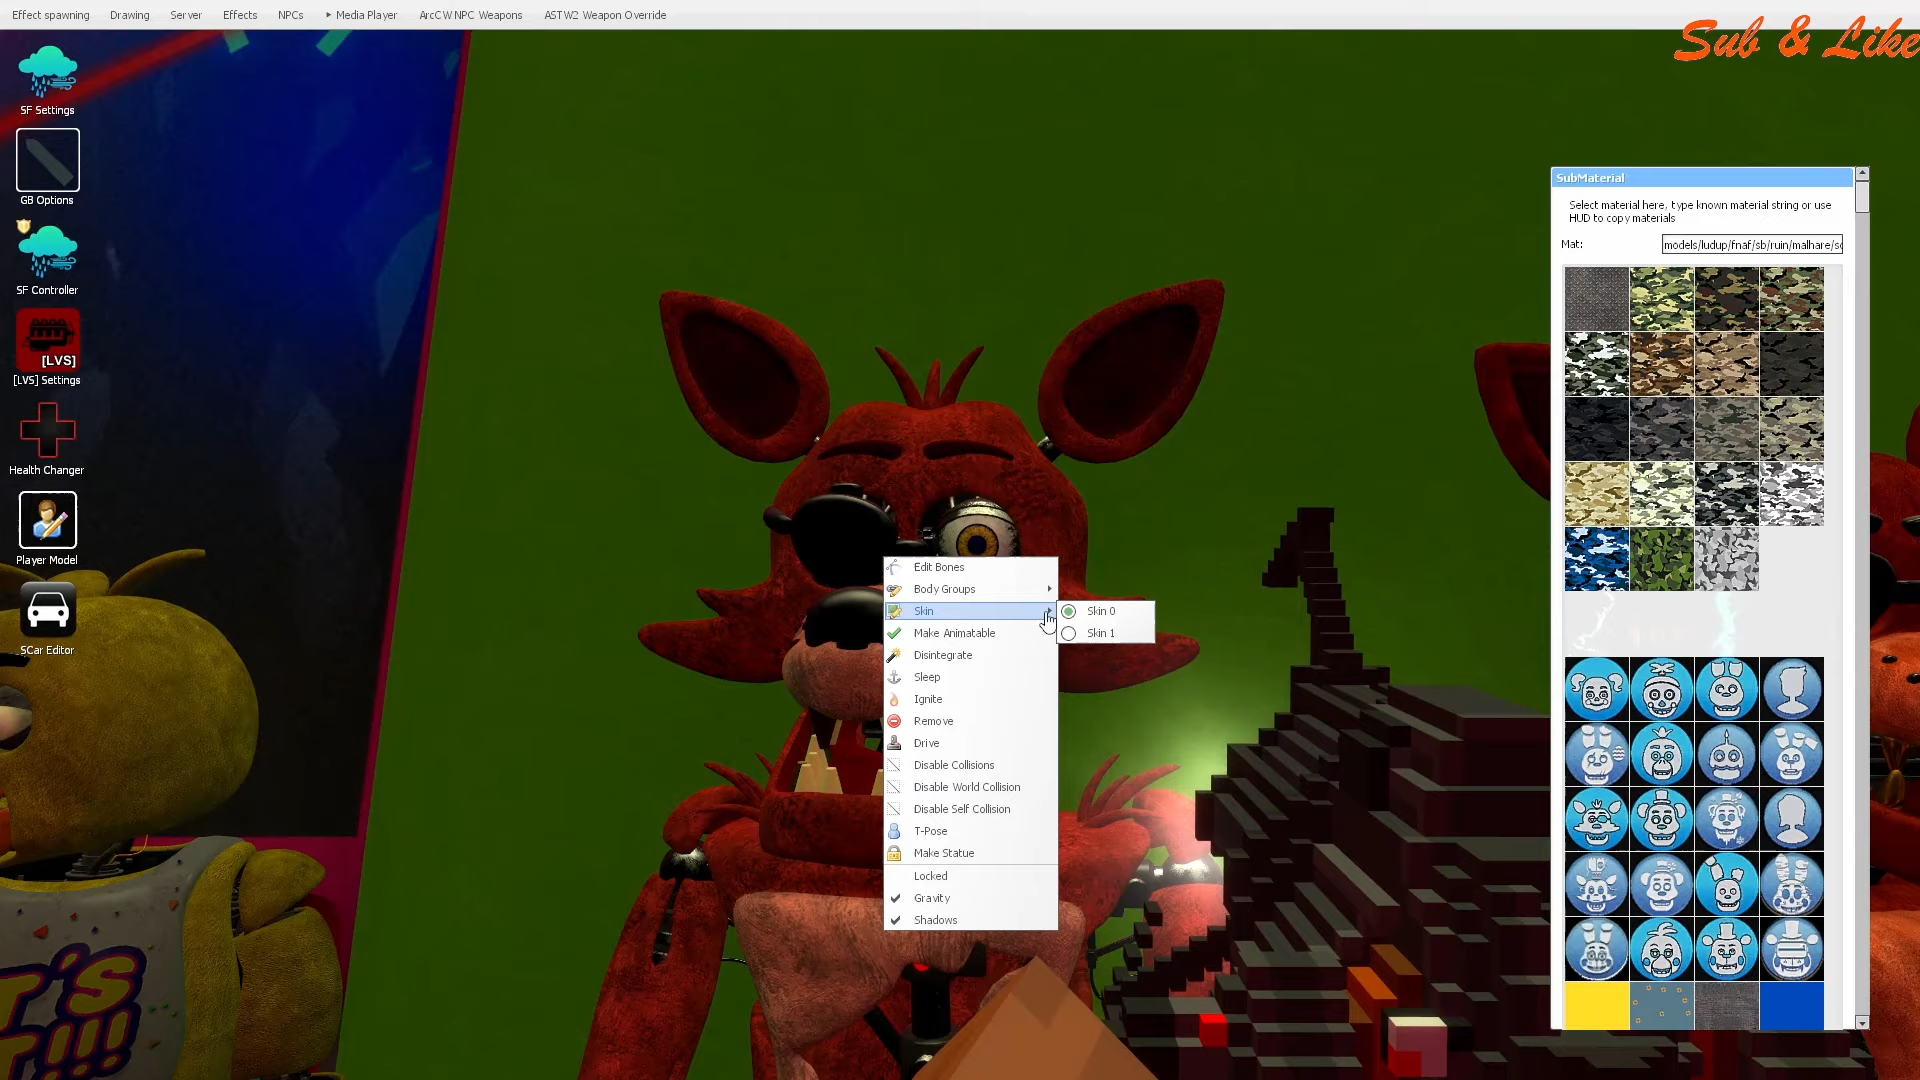 Effect spawning Drawing Server Effects NPCs Media Player ArcCW NPC Weapons ASTW2 Weapon Override
Sub & Like
SF Settings
GB Options
SF Controller
[LVS]
[LVS] Settings
Health Changer
Player Model
SCar Editor
Edit Bones
Body Groups
Skin
Make Animatable
Disintegrate
Sleep
Ignite
Remove
Drive
Disable Collisions
Disable World Collision
Disable Self Collision
T-Pose
Make Statue
Locked
Gravity
Shadows
Skin 0
Skin 1
SubMaterial
Select material here, type known material string or use
HUD to copy materials
Mat: models/ludup/fnaf/sb/ruin/malhare/sc
T'S
T!!!